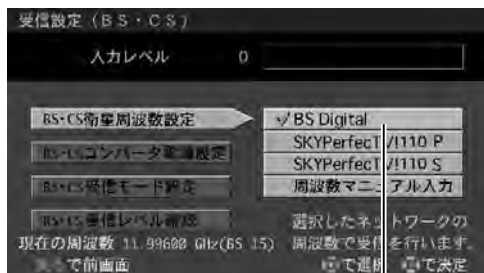 受信設定（BS・CS）
入力レベル 0
BS・CS衛星周波数設定
✓BS Digital
SKYPerfecTV!110 P
BS・CSコンバータ電源設定
SKYPerfecTV!110 S
BS・CS受信モード設定
周波数マニュアル入力
BS・CS受信レベル
選択したネットワークの
現在の周波数 11.99600 GHz(BS 15)
周波数で受信を行います。
で前画面
で選択 で決定